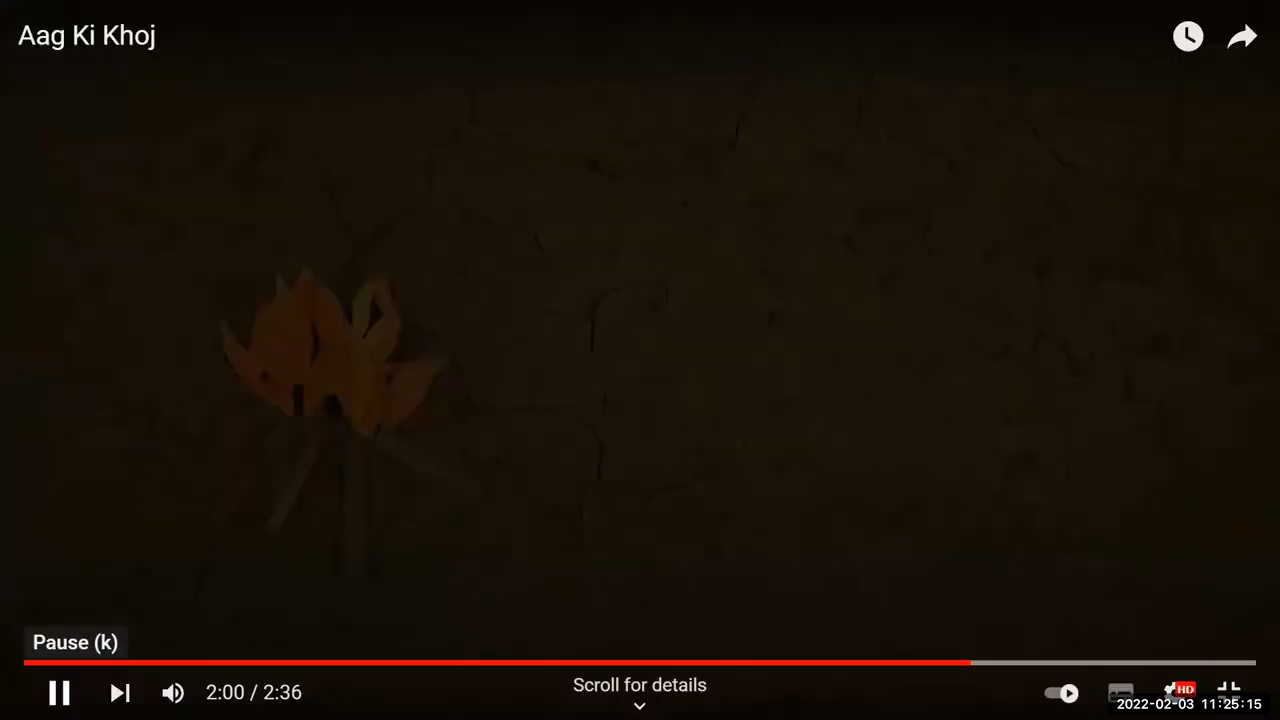 Aag Ki Khoj
Pause (k)
2:00 / 2:36
Scroll for details
HD
2022-02-03 11:25:15